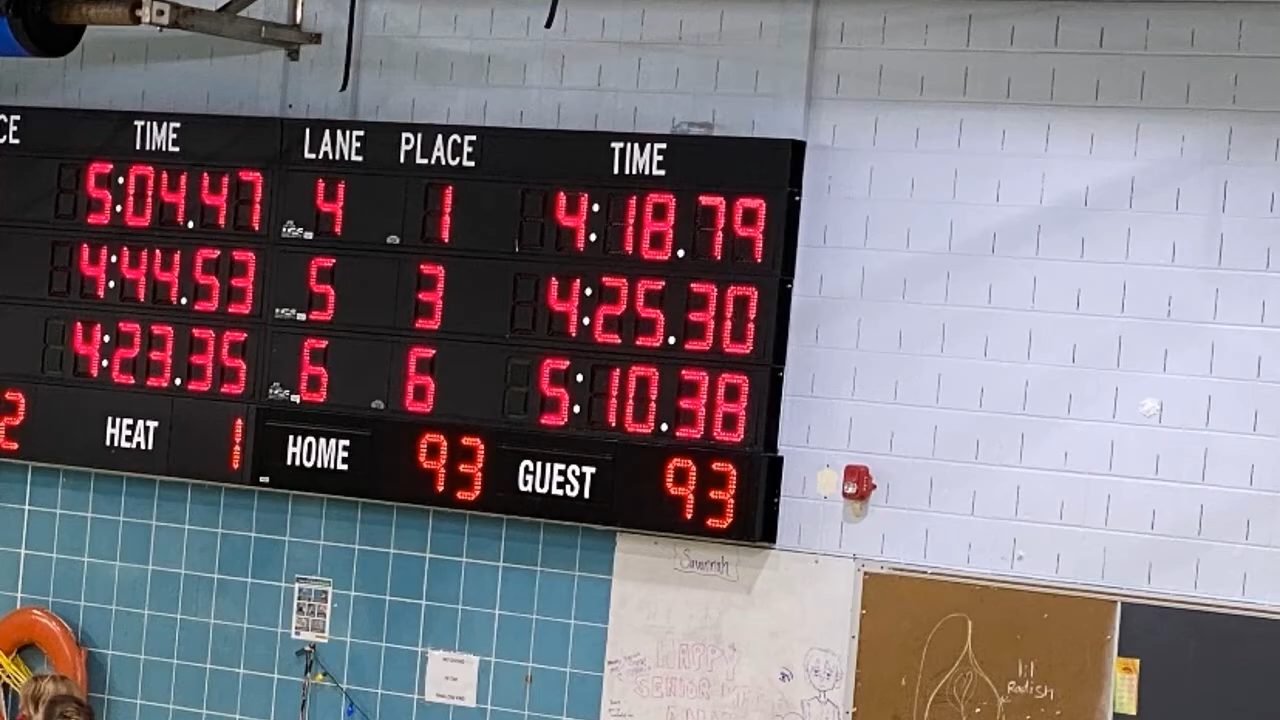 CE TIME LANE PLACE TIME
5:04.47 4 1 4:18.79
4:44.53 5 3 4:25.30
4:23.35 6 6 5:10.38
2 HEAT 1 HOME 93 GUEST 93
Savannah
HAPPY
SENIOR
lil
Radish